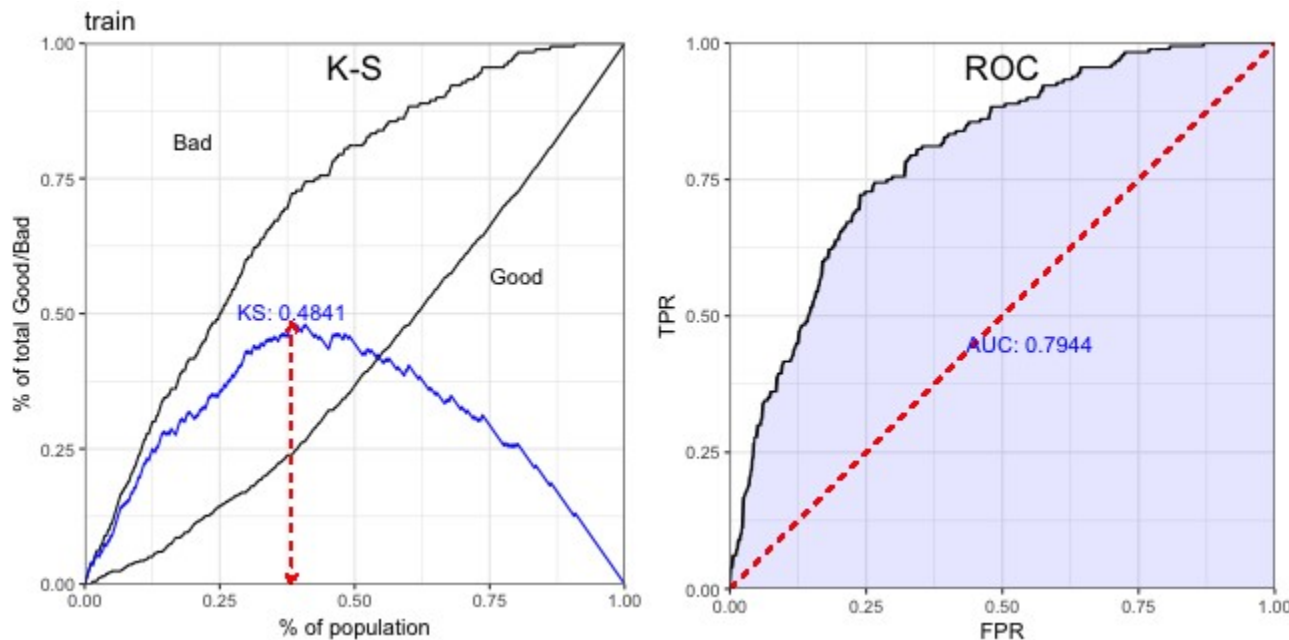 train
K-S
Bad
Good
KS: 0.4841
1.00
0.75
0.50
0.25
0.00
% of total Good/Bad
0.00 0.25 0.50 0.75 1.00
% of population
ROC
AUC: 0.7944
1.00
0.75
0.50
0.25
0.00
TPR
0.00 0.25 0.50 0.75 1.00
FPR